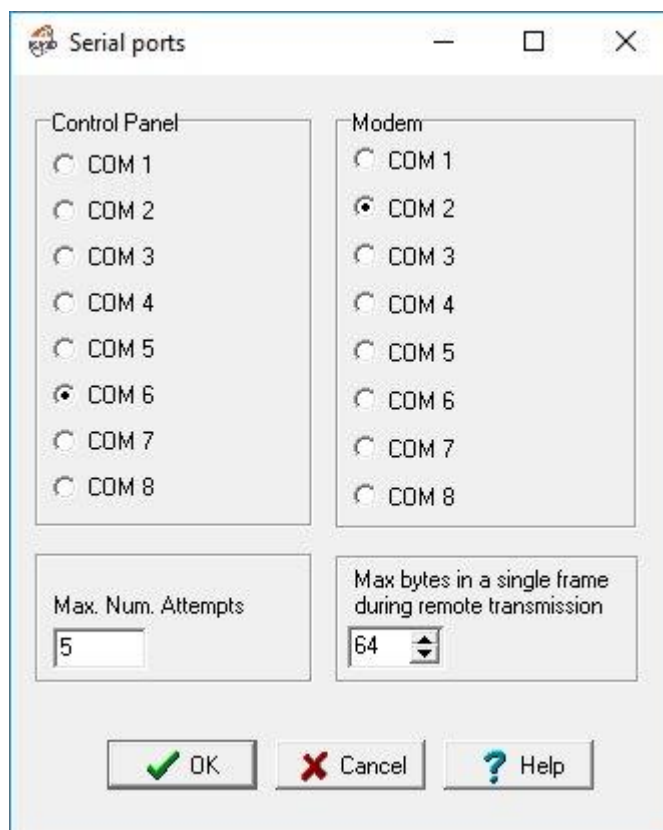 Serial ports
Control Panel
COM 1
COM 2
COM 3
COM 4
COM 5
COM 6
COM 7
COM 8
Modem
COM 1
COM 2
COM 3
COM 4
COM 5
COM 6
COM 7
COM 8
Max. Num. Attempts
5
Max bytes in a single frame
during remote transmission
64
OK
Cancel
? Help